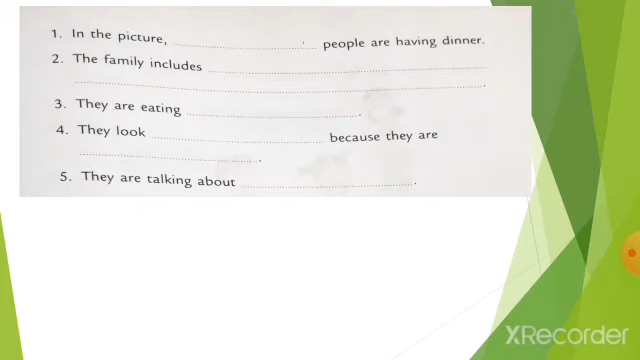 1. In the picture, ........................ people are having dinner.
2. The family includes ................................................
................................................................................
3. They are eating ........................................ .
4. They look ........................................ because they are
........................................ .
5. They are talking about ........................................ .
XRecorder